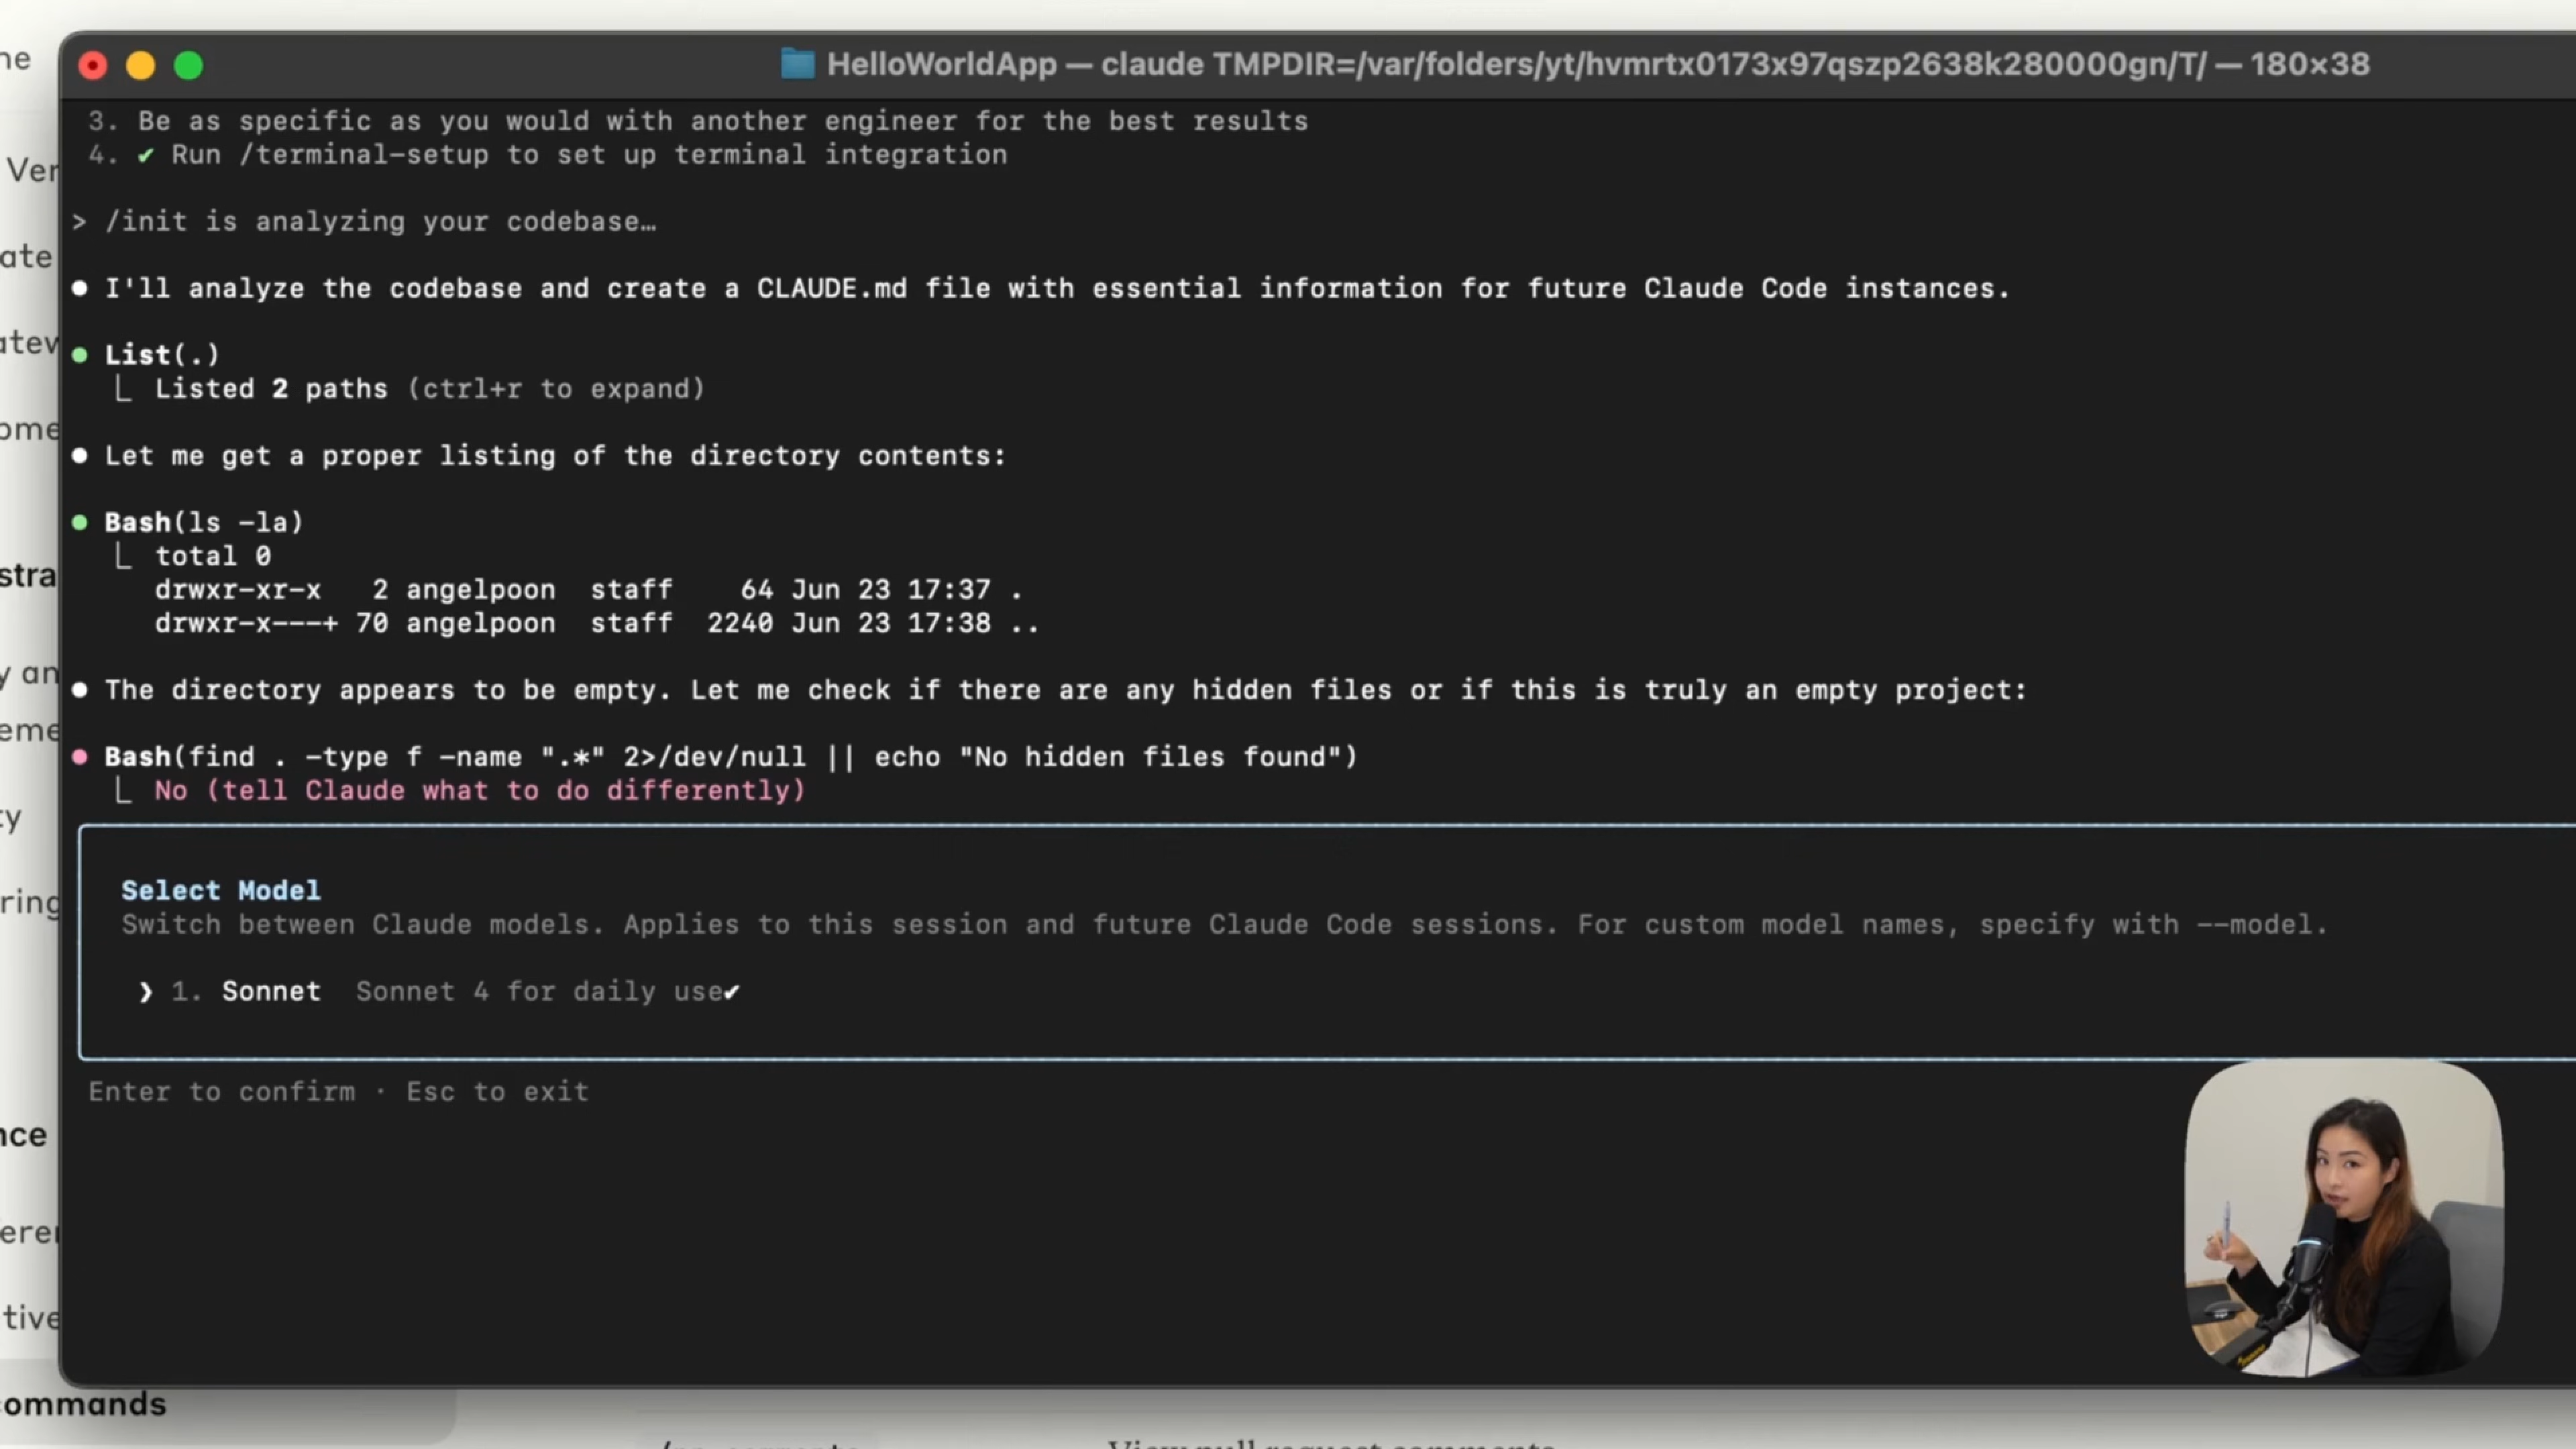 HelloWorldApp — claude TMPDIR=/var/folders/yt/hvmrtx0173x97qszp2638k280000gn/T/ — 180×38
3. Be as specific as you would with another engineer for the best results
4. ✔ Run /terminal-setup to set up terminal integration
> /init is analyzing your codebase…
● I'll analyze the codebase and create a CLAUDE.md file with essential information for future Claude Code instances.
● List(.)
⎿ Listed 2 paths (ctrl+r to expand)
● Let me get a proper listing of the directory contents:
● Bash(ls -la)
⎿ total 0
drwxr-xr-x   2 angelpoon  staff    64 Jun 23 17:37 .
drwxr-x---+ 70 angelpoon  staff  2240 Jun 23 17:38 ..
● The directory appears to be empty. Let me check if there are any hidden files or if this is truly an empty project:
● Bash(find . -type f -name ".*" 2>/dev/null || echo "No hidden files found")
⎿ No (tell Claude what to do differently)
Select Model
Switch between Claude models. Applies to this session and future Claude Code sessions. For custom model names, specify with --model.
❯ 1. Sonnet  Sonnet 4 for daily use✔
Enter to confirm · Esc to exit
commands
View pull request comments